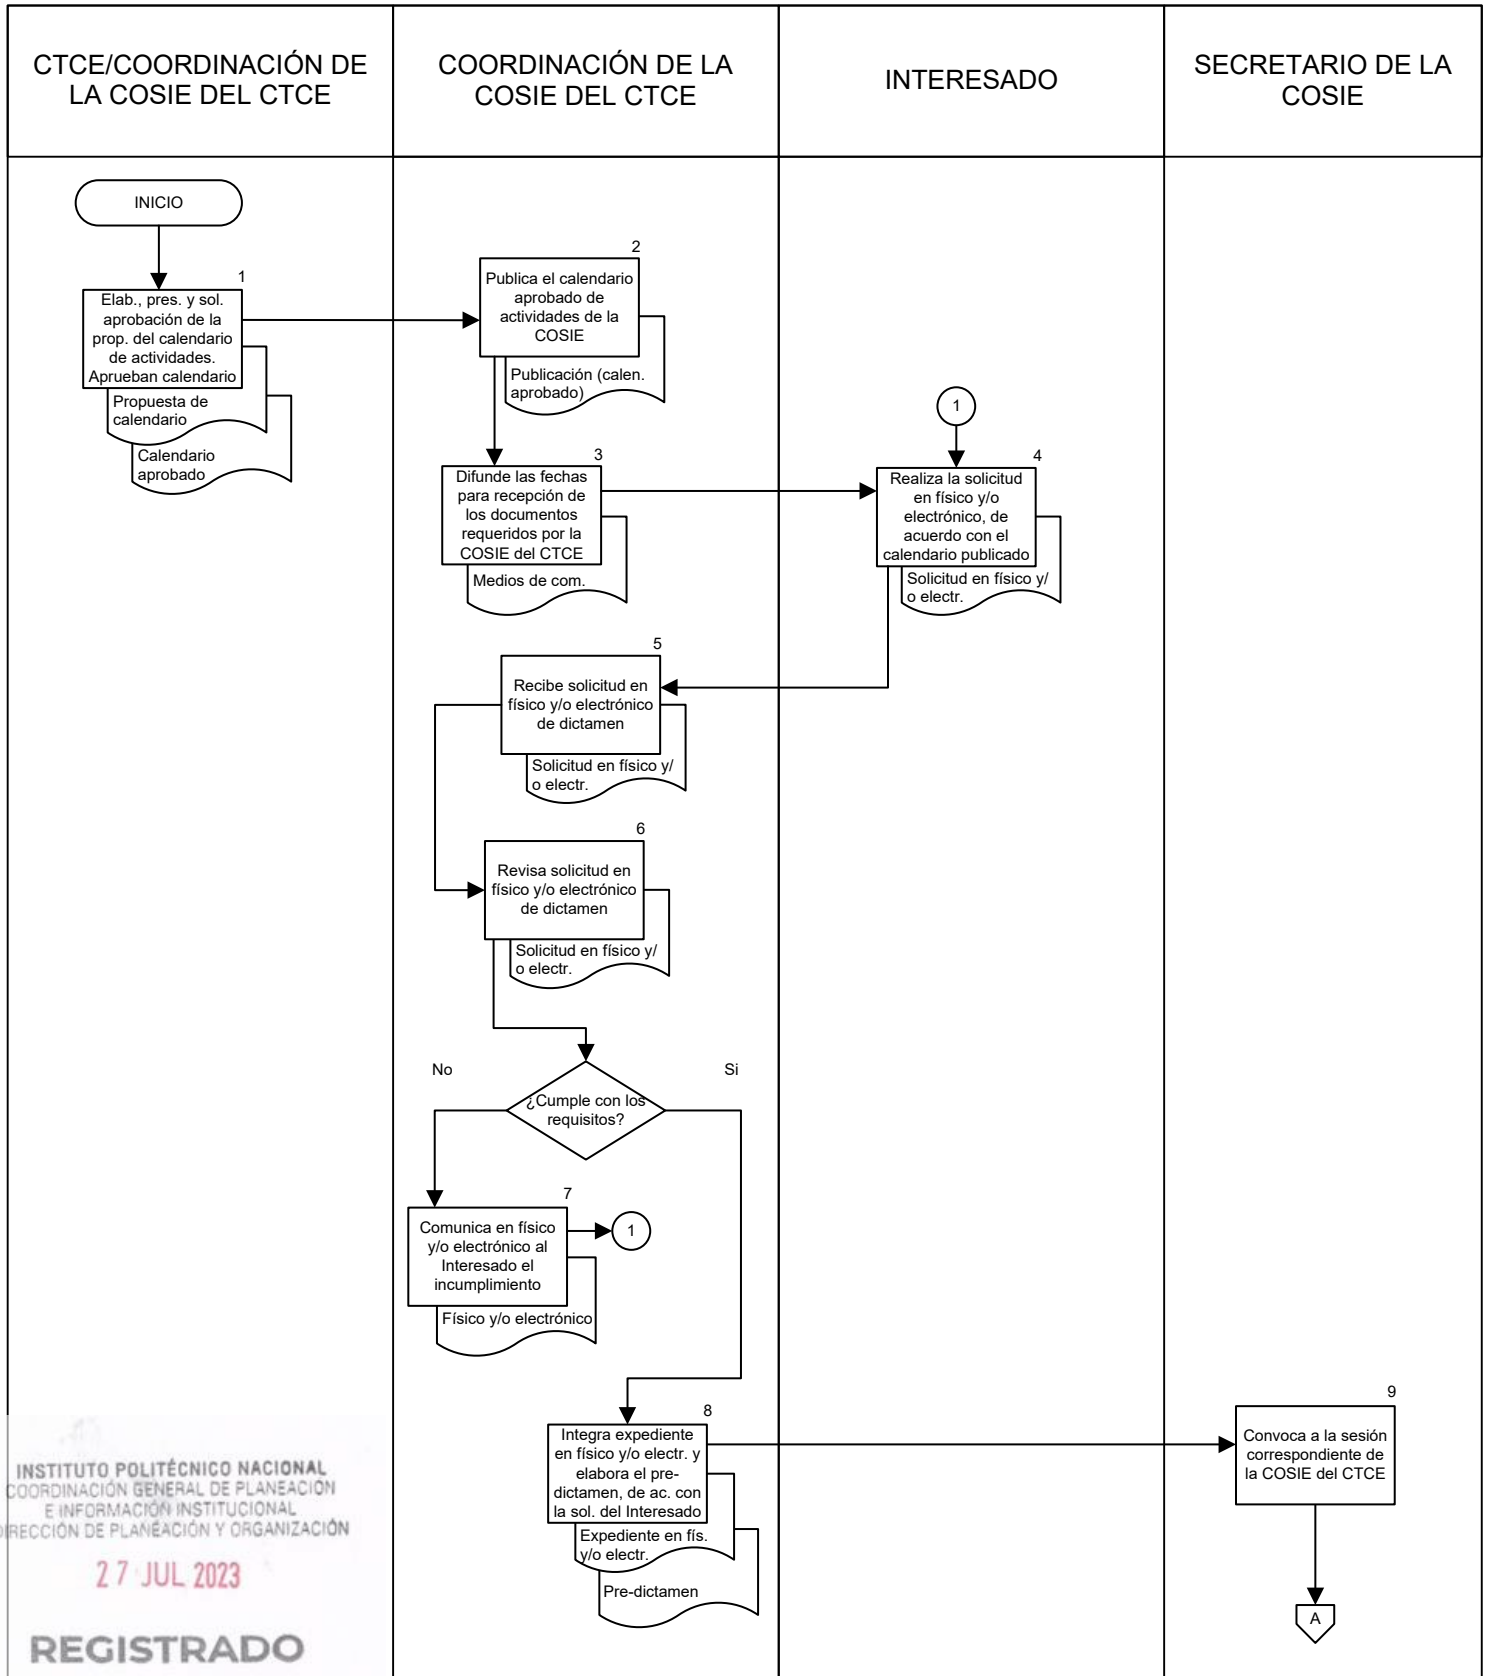 CTCE/COORDINACIÓN DE
LA COSIE DEL CTCE
COORDINACIÓN DE LA
COSIE DEL CTCE
INTERESADO
SECRETARIO DE LA
COSIE
INICIO
1
Elab., pres. y sol.
aprobación de la
prop. del calendario
de actividades.
Aprueban calendario
Propuesta de
calendario
Calendario
aprobado
2
Publica el calendario
aprobado de
actividades de la
COSIE
Publicación (calen.
aprobado)
3
Difunde las fechas
para recepción de
los documentos
requeridos por la
COSIE del CTCE
Medios de com.
1
4
Realiza la solicitud
en físico y/o
electrónico, de
acuerdo con el
calendario publicado
Solicitud en físico y/
o electr.
5
Recibe solicitud en
físico y/o electrónico
de dictamen
Solicitud en físico y/
o electr.
6
Revisa solicitud en
físico y/o electrónico
de dictamen
Solicitud en físico y/
o electr.
No
Si
¿Cumple con los
requisitos?
7
Comunica en físico
y/o electrónico al
Interesado el
incumplimiento
1
Físico y/o electrónico
8
Integra expediente
en físico y/o electr. y
elabora el pre-
dictamen, de ac. con
la sol. del Interesado
Expediente en fís.
y/o electr.
Pre-dictamen
9
Convoca a la sesión
correspondiente de
la COSIE del CTCE
A
INSTITUTO POLITÉCNICO NACIONAL
COORDINACIÓN GENERAL DE PLANEACIÓN
E INFORMACIÓN INSTITUCIONAL
DIRECCIÓN DE PLANEACIÓN Y ORGANIZACIÓN
27 JUL 2023
REGISTRADO